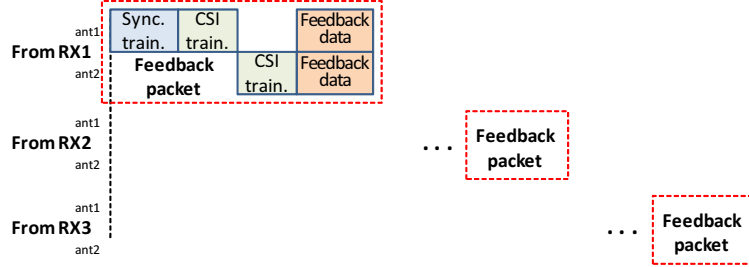 ant1
Sync. train.
CSI train.
Feedback data
From RX1
ant2
Feedback packet
CSI train.
Feedback data
ant1
From RX2
ant2
... Feedback packet
ant1
From RX3
ant2
... Feedback packet